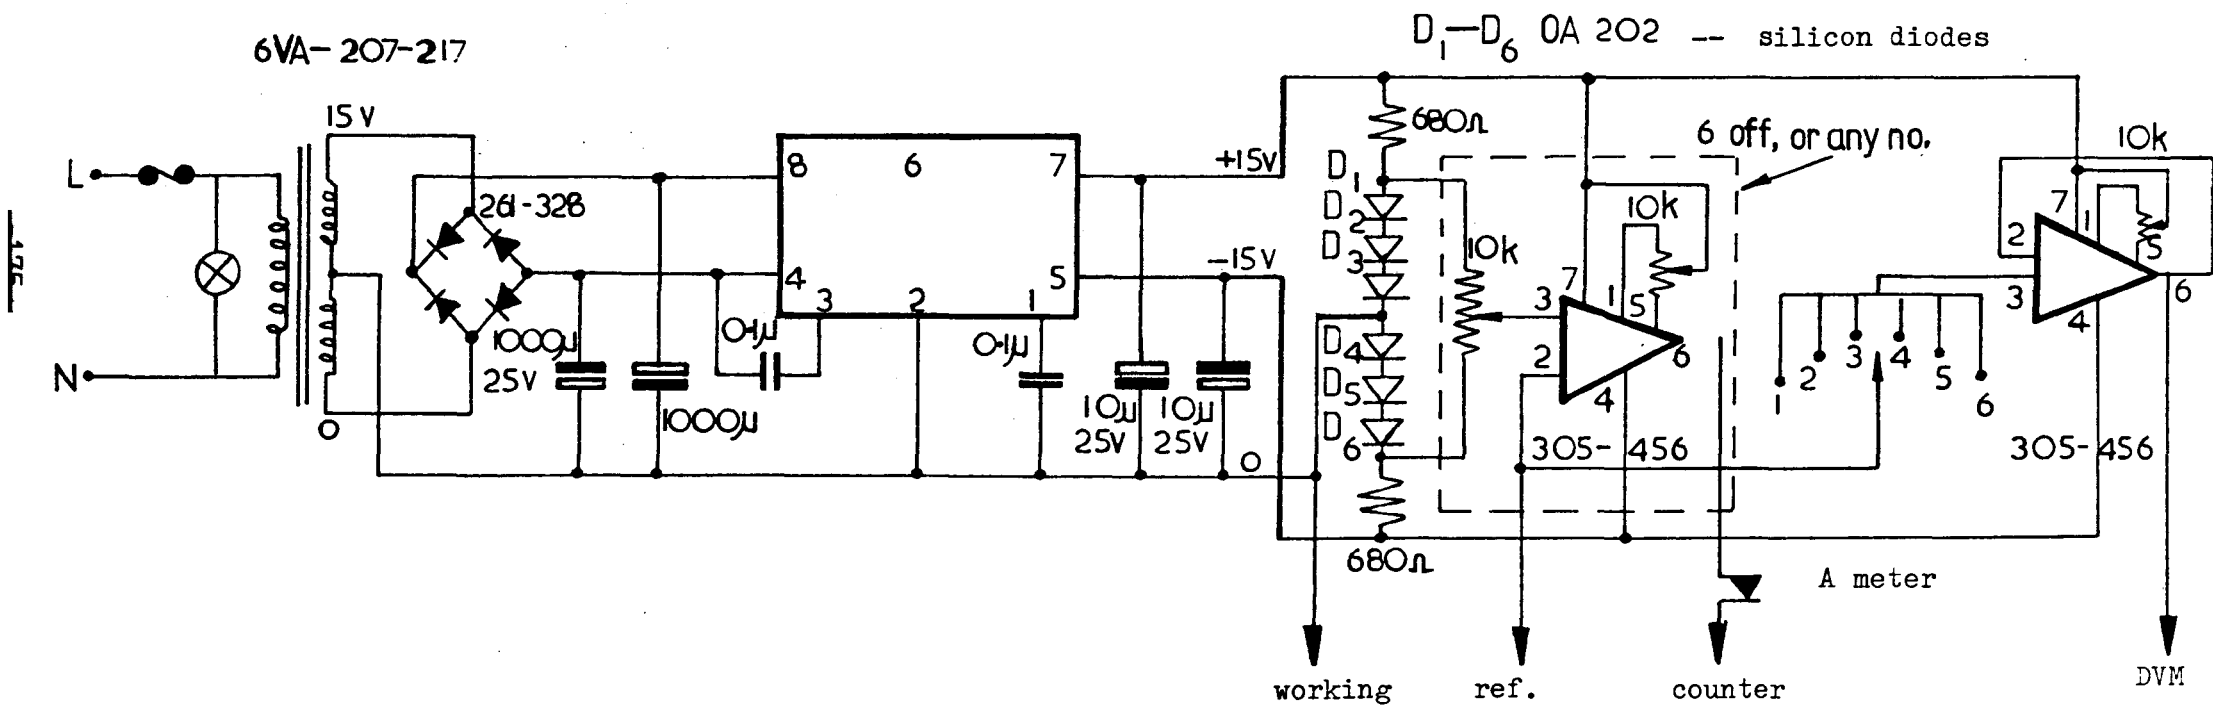 D1—D6 OA 202 -- silicon diodes
6VA-207-217
15V
680Ω
6 off, or any no.
10k
L
8 6 7
+15V
D1
D2
D3
261-328
10k
10k
7 1 5
2 7 1 5
4 5
-15V
3 2 1
3
3 4 6
0·1µ
0·1µ
1000µ
25V
D4
D5
D6
2 6
4
1 2 3 4 5 6
N
0
1000µ
10µ
25V
10µ
25V
0
305-456
305-456
680Ω
A meter
working
ref.
counter
DVM
175